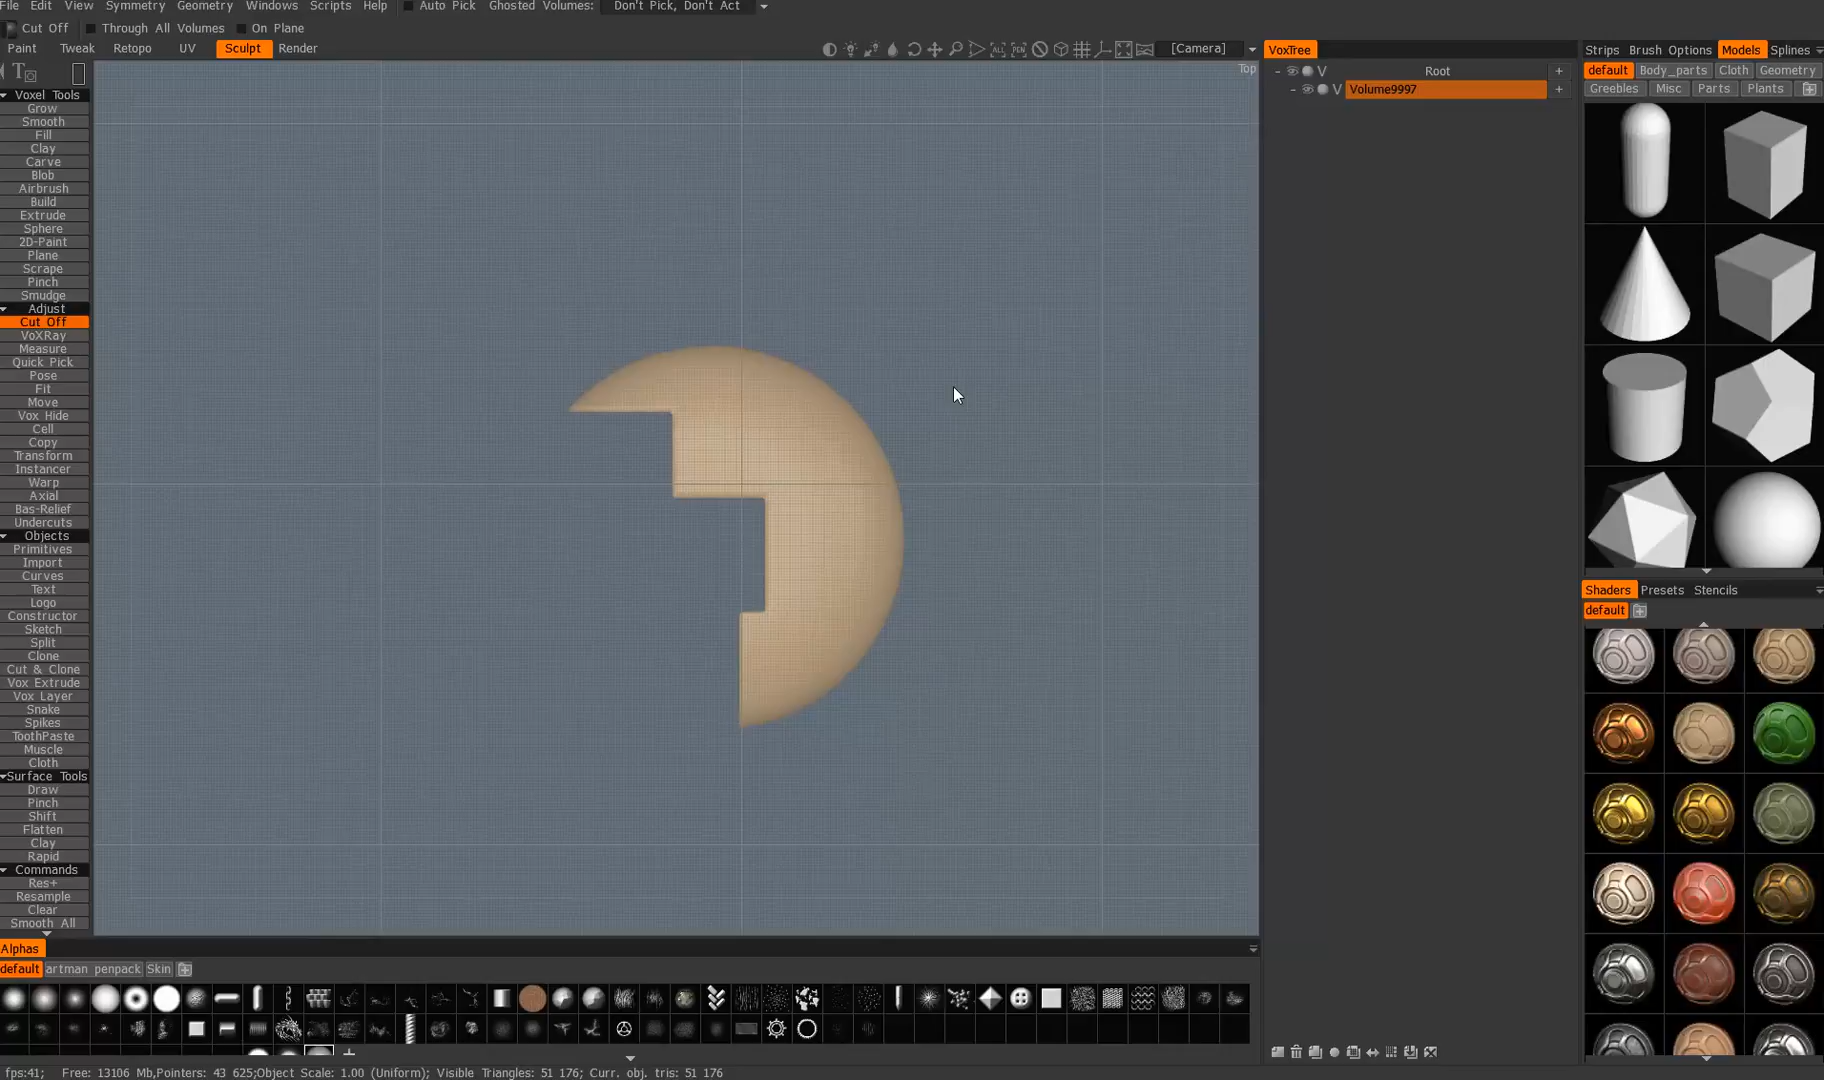 File Edit View Symmetry Geometry Windows Scripts Help Auto Pick Ghosted Volumes: Don't Pick, Don't Act
Cut Off Through All Volumes On Plane
Paint Tweak Retopo UV Sculpt Render [Camera] VoxTree Strips Brush Options Models Splines
Top
Root
Volume9997
default Body_parts Cloth Geometry
Greebles Misc Parts Plants
Voxel Tools
Grow
Smooth
Fill
Clay
Carve
Blob
Airbrush
Build
Extrude
Sphere
2D-Paint
Plane
Scrape
Pinch
Smudge
Adjust
Cut Off
VoXRay
Measure
Quick Pick
Pose
Fit
Move
Vox Hide
Cell
Copy
Transform
Instancer
Warp
Axial
Bas-Relief
Undercuts
Objects
Primitives
Import
Curves
Text
Logo
Constructor
Sketch
Split
Clone
Cut & Clone
Vox Extrude
Vox Layer
Snake
Spikes
ToothPaste
Muscle
Cloth
Surface Tools
Draw
Pinch
Shift
Flatten
Clay
Rapid
Commands
Res+
Resample
Clear
Smooth All
Shaders Presets Stencils
default
Alphas
default artman penpack Skin
fps:41; Free: 13106 Mb,Pointers: 43 625;Object Scale: 1.00 (Uniform); Visible Triangles: 51 176; Curr. obj. tris: 51 176